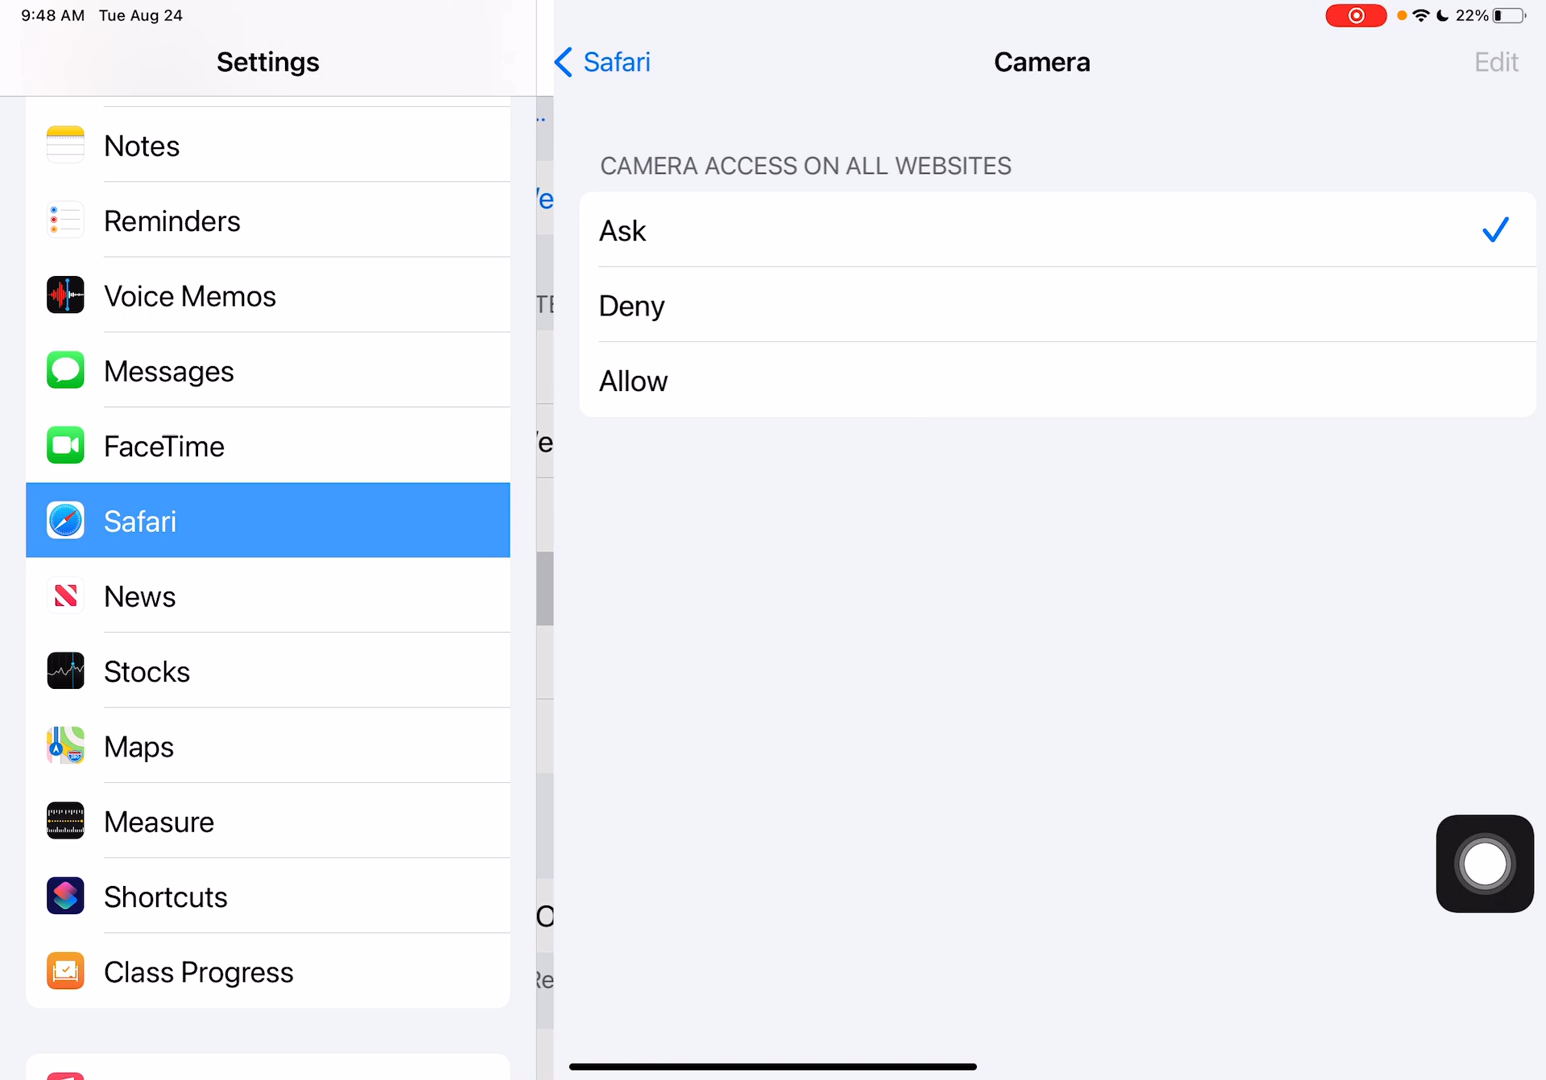 9:48 AM Tue Aug 24
22%
Settings
Safari
Camera
Edit
Notes
Reminders
Voice Memos
Messages
FaceTime
Safari
News
Stocks
Maps
Measure
Shortcuts
Class Progress
CAMERA ACCESS ON ALL WEBSITES
Ask
Deny
Allow